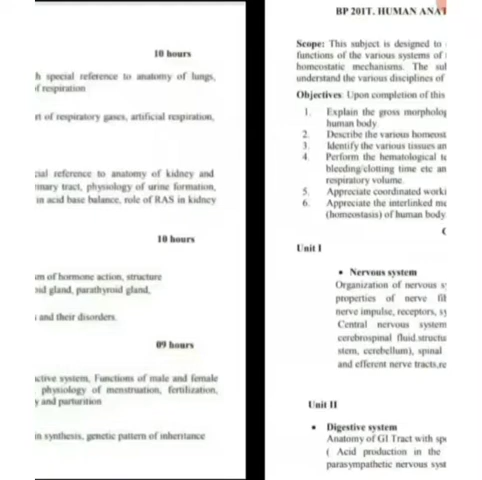 10 hours
h special reference to anatomy of lungs,
of respiration
rt of respiratory gases, artificial respiration,
ial reference to anatomy of kidney and
inary tract, physiology of urine formation,
in acid base balance, role of RAS in kidney
10 hours
sm of hormone action, structure
oid gland, parathyroid gland,
s and their disorders.
09 hours
uctive system, Functions of male and female
physiology of menstruation, fertilization,
y and parturition
in synthesis, genetic pattern of inheritance
BP 201T. HUMAN ANAT
Scope: This subject is designed to
functions of the various systems of
homeostatic mechanisms. The sul
understand the various disciplines of
Objectives: Upon completion of this
1. Explain the gross morpholog
human body
2. Describe the various homeost
3. Identify the various tissues an
4. Perform the hematological te
bleeding/clotting time etc an
respiratory volume.
5. Appreciate coordinated worki
6. Appreciate the interlinked me
(homeostasis) of human body
Unit I
• Nervous system
Organization of nervous sy
properties of nerve fib
nerve impulse, receptors, sy
Central nervous system
cerebrospinal fluid.structu
stem, cerebellum), spinal
and efferent nerve tracts,re
Unit II
• Digestive system
Anatomy of GI Tract with spe
( Acid production in the
parasympathetic nervous syst